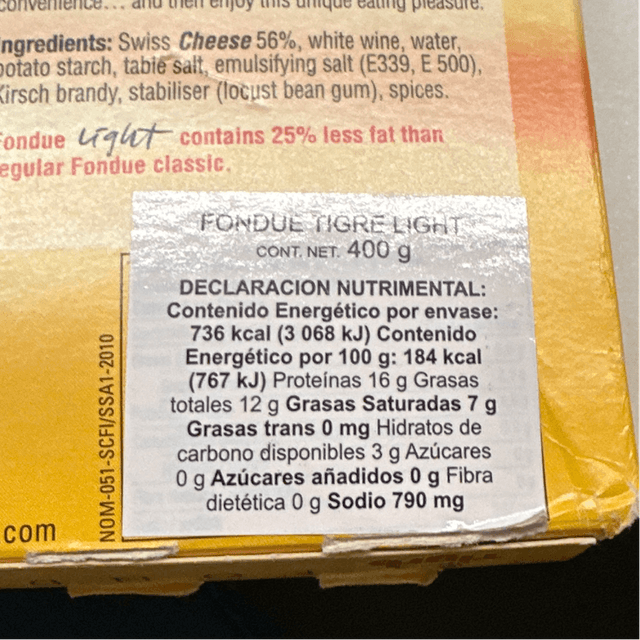 convenience... and then enjoy this unique eating pleasure.
ngredients: Swiss Cheese 56%, white wine, water,
potato starch, table salt, emulsifying salt (E339, E 500),
Kirsch brandy, stabiliser (locust bean gum), spices.
Fondue light contains 25% less fat than
egular Fondue classic.
FONDUE TIGRE LIGHT
CONT. NET. 400 g
DECLARACION NUTRIMENTAL:
Contenido Energético por envase:
736 kcal (3 068 kJ) Contenido
Energético por 100 g: 184 kcal
(767 kJ) Proteínas 16 g Grasas
totales 12 g Grasas Saturadas 7 g
Grasas trans 0 mg Hidratos de
carbono disponibles 3 g Azúcares
0 g Azúcares añadidos 0 g Fibra
dietética 0 g Sodio 790 mg
NOM-051-SCFI/SSA1-2010
com